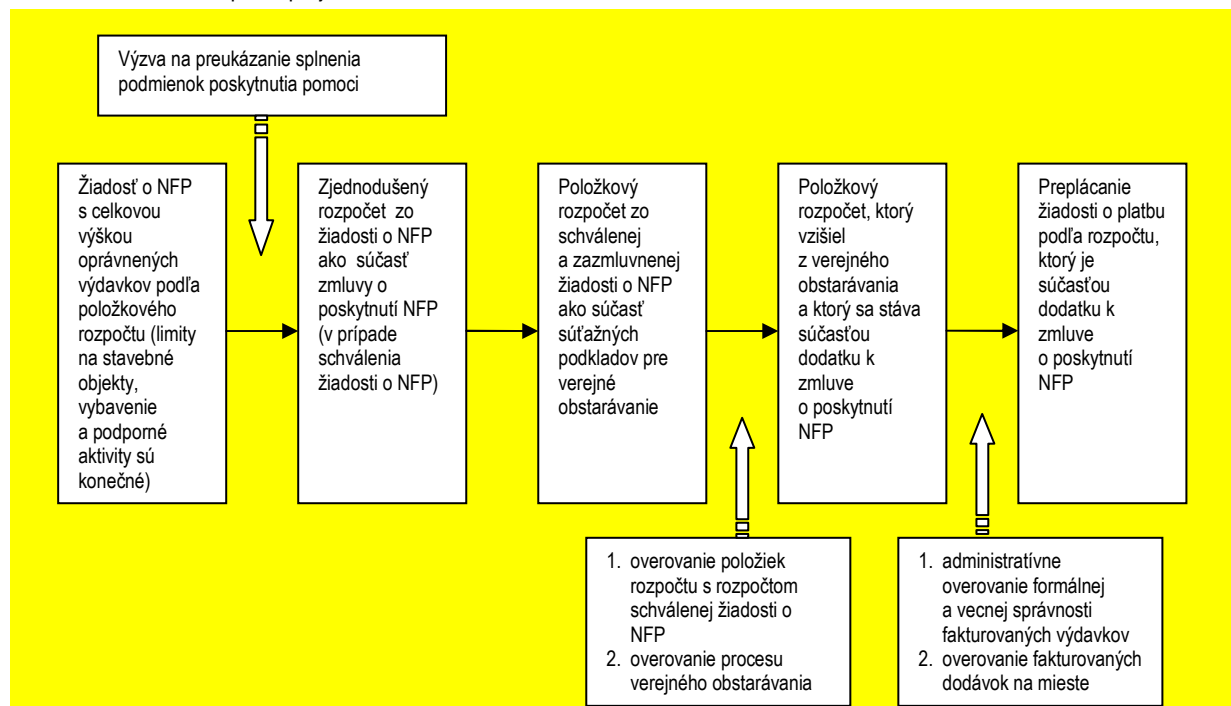 Výzva na preukázanie splnenia
podmienok poskytnutia pomoci
Žiadosť o NFP
s celkovou
výškou
oprávnených
výdavkov podľa
položkového
rozpočtu (limity
na stavebné
objekty,
vybavenie
a podporné
aktivity sú
konečné)
Zjednodušený
rozpočet zo
žiadosti o NFP
ako súčasť
zmluvy o
poskytnutí NFP
(v prípade
schválenia
žiadosti o NFP)
Položkový
rozpočet zo
schválenej
a zazmluvnenej
žiadosti o NFP
ako súčasť
súťažných
podkladov pre
verejné
obstarávanie
Položkový
rozpočet, ktorý
vzišiel
z verejného
obstarávania
a ktorý sa stáva
súčasťou
dodatku k
zmluve
o poskytnutí
NFP
Preplácanie
žiadosti o platbu
podľa rozpočtu,
ktorý je
súčasťou
dodatku k
zmluve
o poskytnutí
NFP
1. overovanie položiek
rozpočtu s rozpočtom
schválenej žiadosti o
NFP
2. overovanie procesu
verejného obstarávania
1. administratívne
overovanie formálnej
a vecnej správnosti
fakturovaných výdavkov
2. overovanie fakturovaných
dodávok na mieste